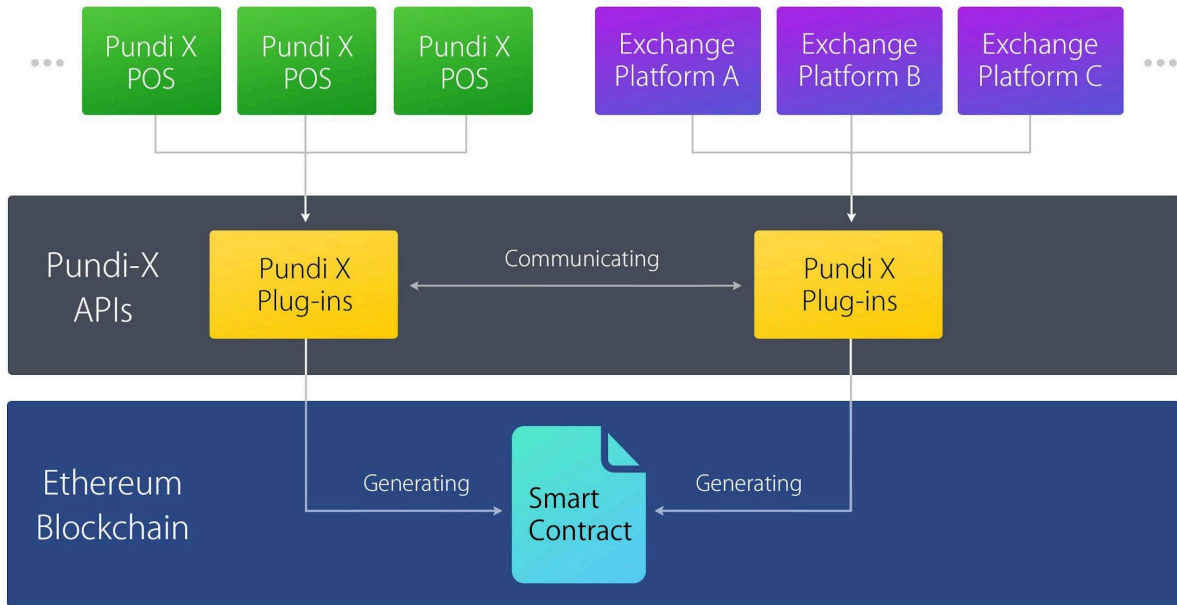 Pundi X
POS
Pundi X
POS
Pundi X
POS
Exchange
Platform A
Exchange
Platform B
Exchange
Platform C
Pundi-X
APIs
Pundi X
Plug-ins
Communicating
Pundi X
Plug-ins
Ethereum
Blockchain
Generating
Smart
Contract
Generating